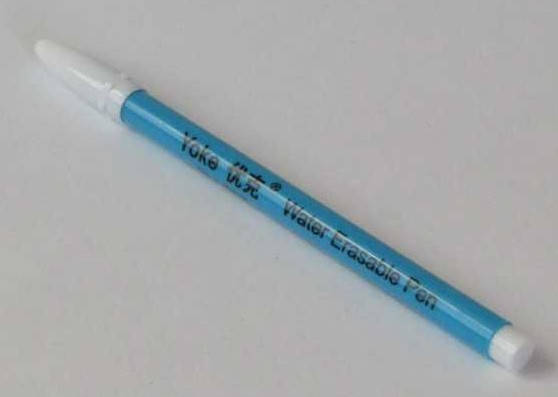 Yoke 优克® Water Erasable Pen